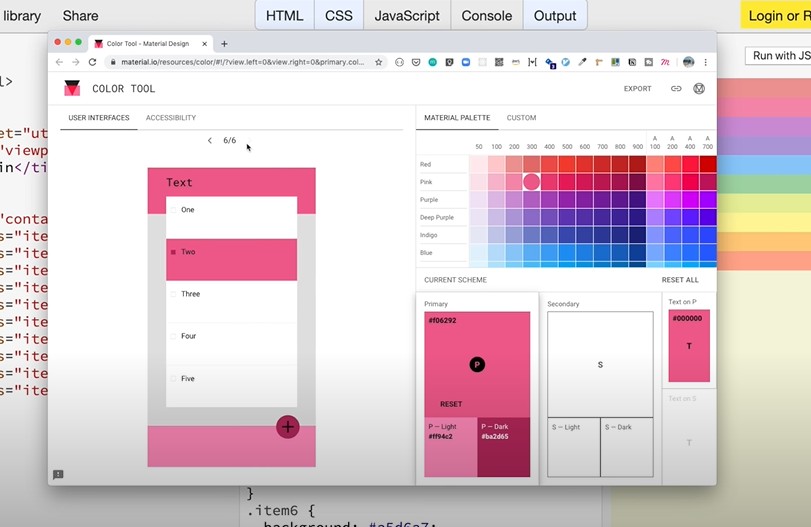 library
Share
HTML
CSS
JavaScript
Console
Output
Login or R
Run with JS
Color Tool - Material Design
material.io/resources/color/#!/?view.left=0&view.right=0&primary.col...
COLOR TOOL
EXPORT
USER INTERFACES
ACCESSIBILITY
MATERIAL PALETTE
CUSTOM
6/6
50 100 200 300 400 500 600 700 800 900 A 100 A 200 A 400 A 700
Red
Pink
Purple
Deep Purple
Indigo
Blue
Text
One
Two
Three
Four
Five
CURRENT SCHEME
RESET ALL
Primary
#f06292
P
RESET
P — Light
#ff94c2
P — Dark
#ba2d65
Secondary
S
S — Light
S — Dark
Text on P
#000000
T
Text on S
T
l>
et="ut
"viewp
in</ti
"conta
s="ite
s="ite
s="ite
s="ite
s="ite
s="ite
s="ite
s="ite
s="ite
s="ite
}
.item6 {
background: #a5d6a7;